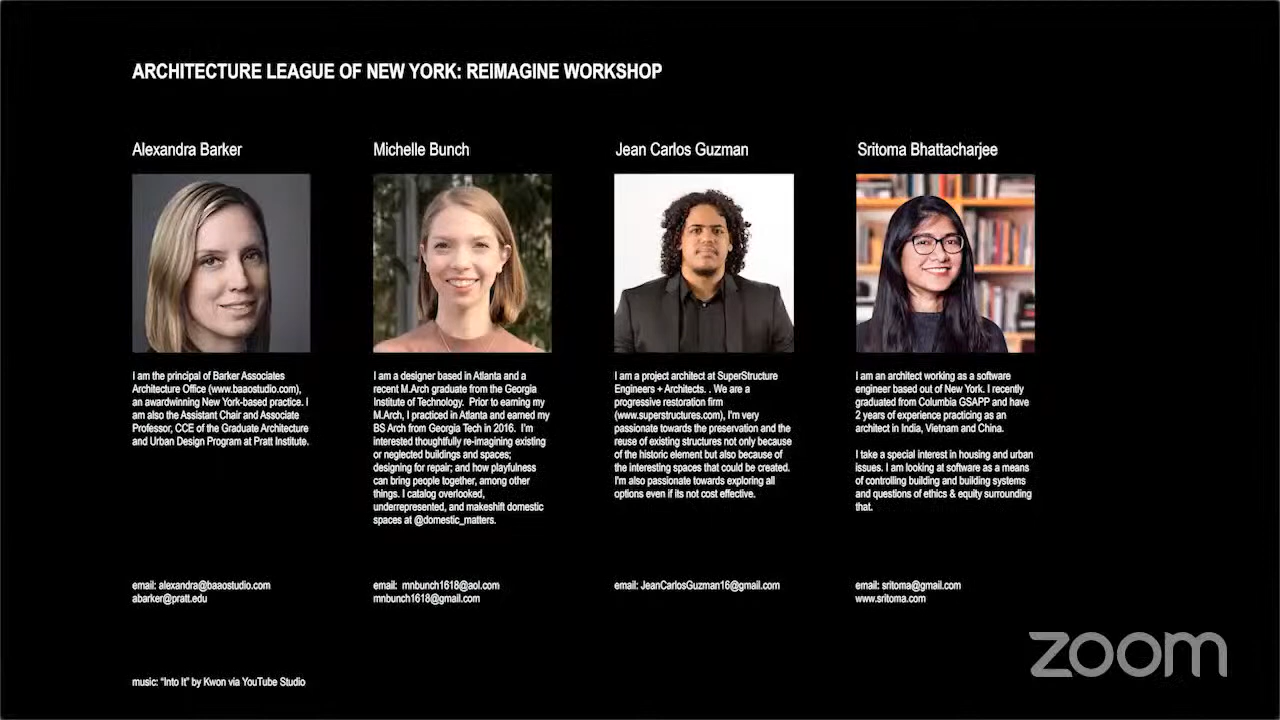 ARCHITECTURE LEAGUE OF NEW YORK: REIMAGINE WORKSHOP
Alexandra Barker
I am the principal of Barker Associates
Architecture Office (www.baaostudio.com),
an awardwinning New York-based practice. I
am also the Assistant Chair and Associate
Professor, CCE of the Graduate Architecture
and Urban Design Program at Pratt Institute.
email: alexandra@baaostudio.com
abarker@pratt.edu
Michelle Bunch
I am a designer based in Atlanta and a
recent M.Arch graduate from the Georgia
Institute of Technology.  Prior to earning my
M.Arch, I practiced in Atlanta and earned my
BS Arch from Georgia Tech in 2016.  I'm
interested thoughtfully re-imagining existing
or neglected buildings and spaces;
designing for repair; and how playfulness
can bring people together, among other
things. I catalog overlooked,
underrepresented, and makeshift domestic
spaces at @domestic_matters.
email:  mnbunch1618@aol.com
mnbunch1618@gmail.com
Jean Carlos Guzman
I am a project architect at SuperStructure
Engineers + Architects. . We are a
progressive restoration firm
(www.superstructures.com), I'm very
passionate towards the preservation and the
reuse of existing structures not only because
of the historic element but also because of
the interesting spaces that could be created.
I'm also passionate towards exploring all
options even if its not cost effective.
email: JeanCarlosGuzman16@gmail.com
Sritoma Bhattacharjee
I am an architect working as a software
engineer based out of New York. I recently
graduated from Columbia GSAPP and have
2 years of experience practicing as an
architect in India, Vietnam and China.
I take a special interest in housing and urban
issues. I am looking at software as a means
of controlling building and building systems
and questions of ethics & equity surrounding
that.
email: sritoma@gmail.com
www.sritoma.com
music: "Into It" by Kwon via YouTube Studio
zoom